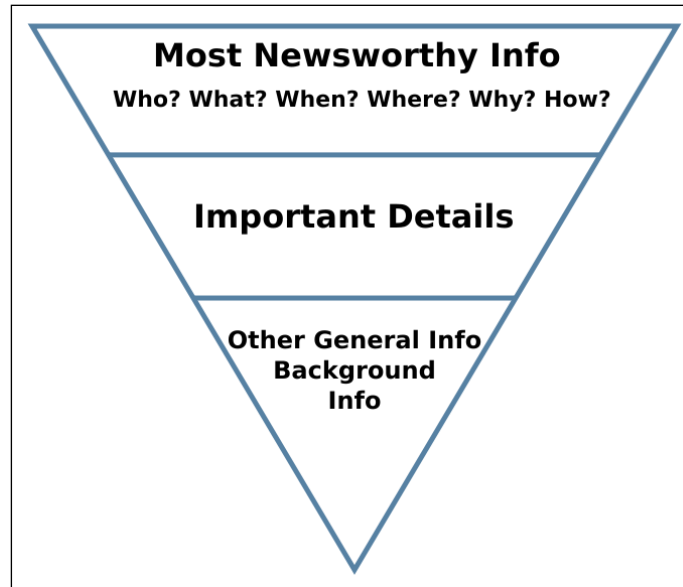 Most Newsworthy Info
Who? What? When? Where? Why? How?
Important Details
Other General Info
Background
Info